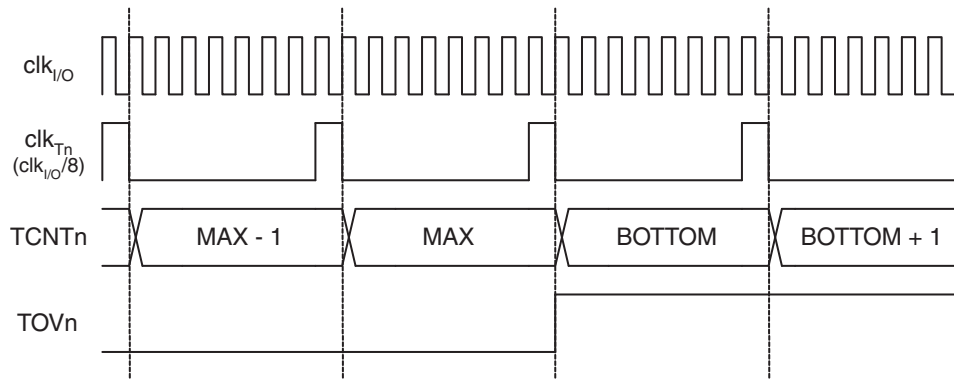 clkI/O
clkTn
(clkI/O/8)
TCNTn
MAX - 1
MAX
BOTTOM
BOTTOM + 1
TOVn